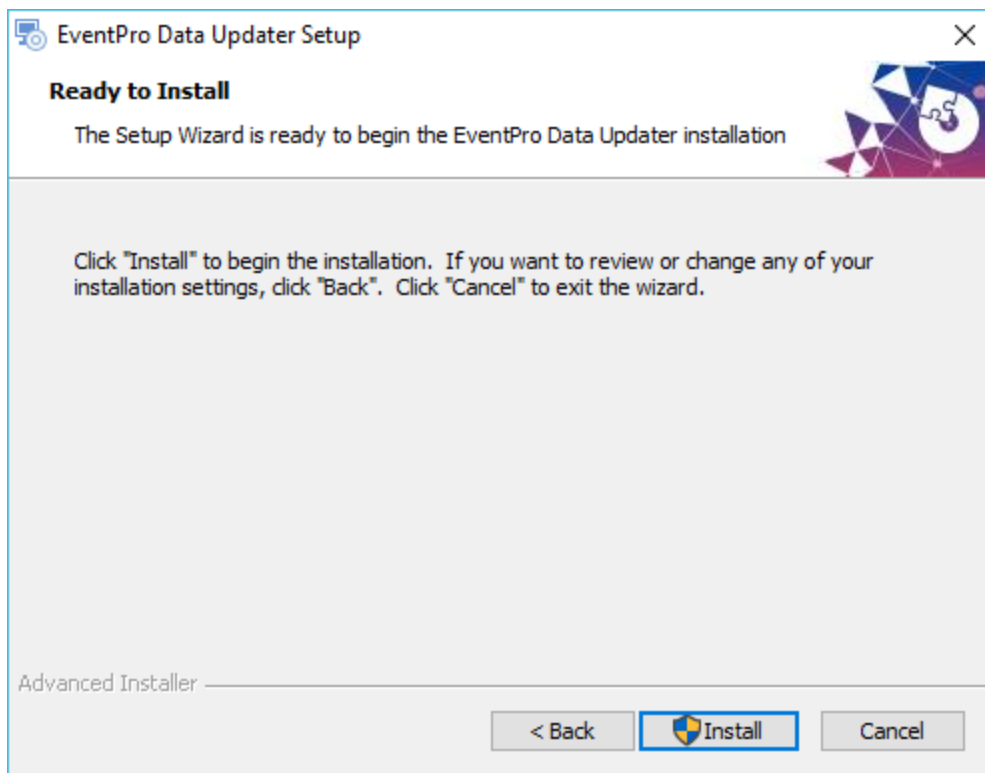 EventPro Data Updater Setup
Ready to Install
The Setup Wizard is ready to begin the EventPro Data Updater installation
Click "Install" to begin the installation.  If you want to review or change any of your
installation settings, click "Back".  Click "Cancel" to exit the wizard.
Advanced Installer
< Back
Install
Cancel